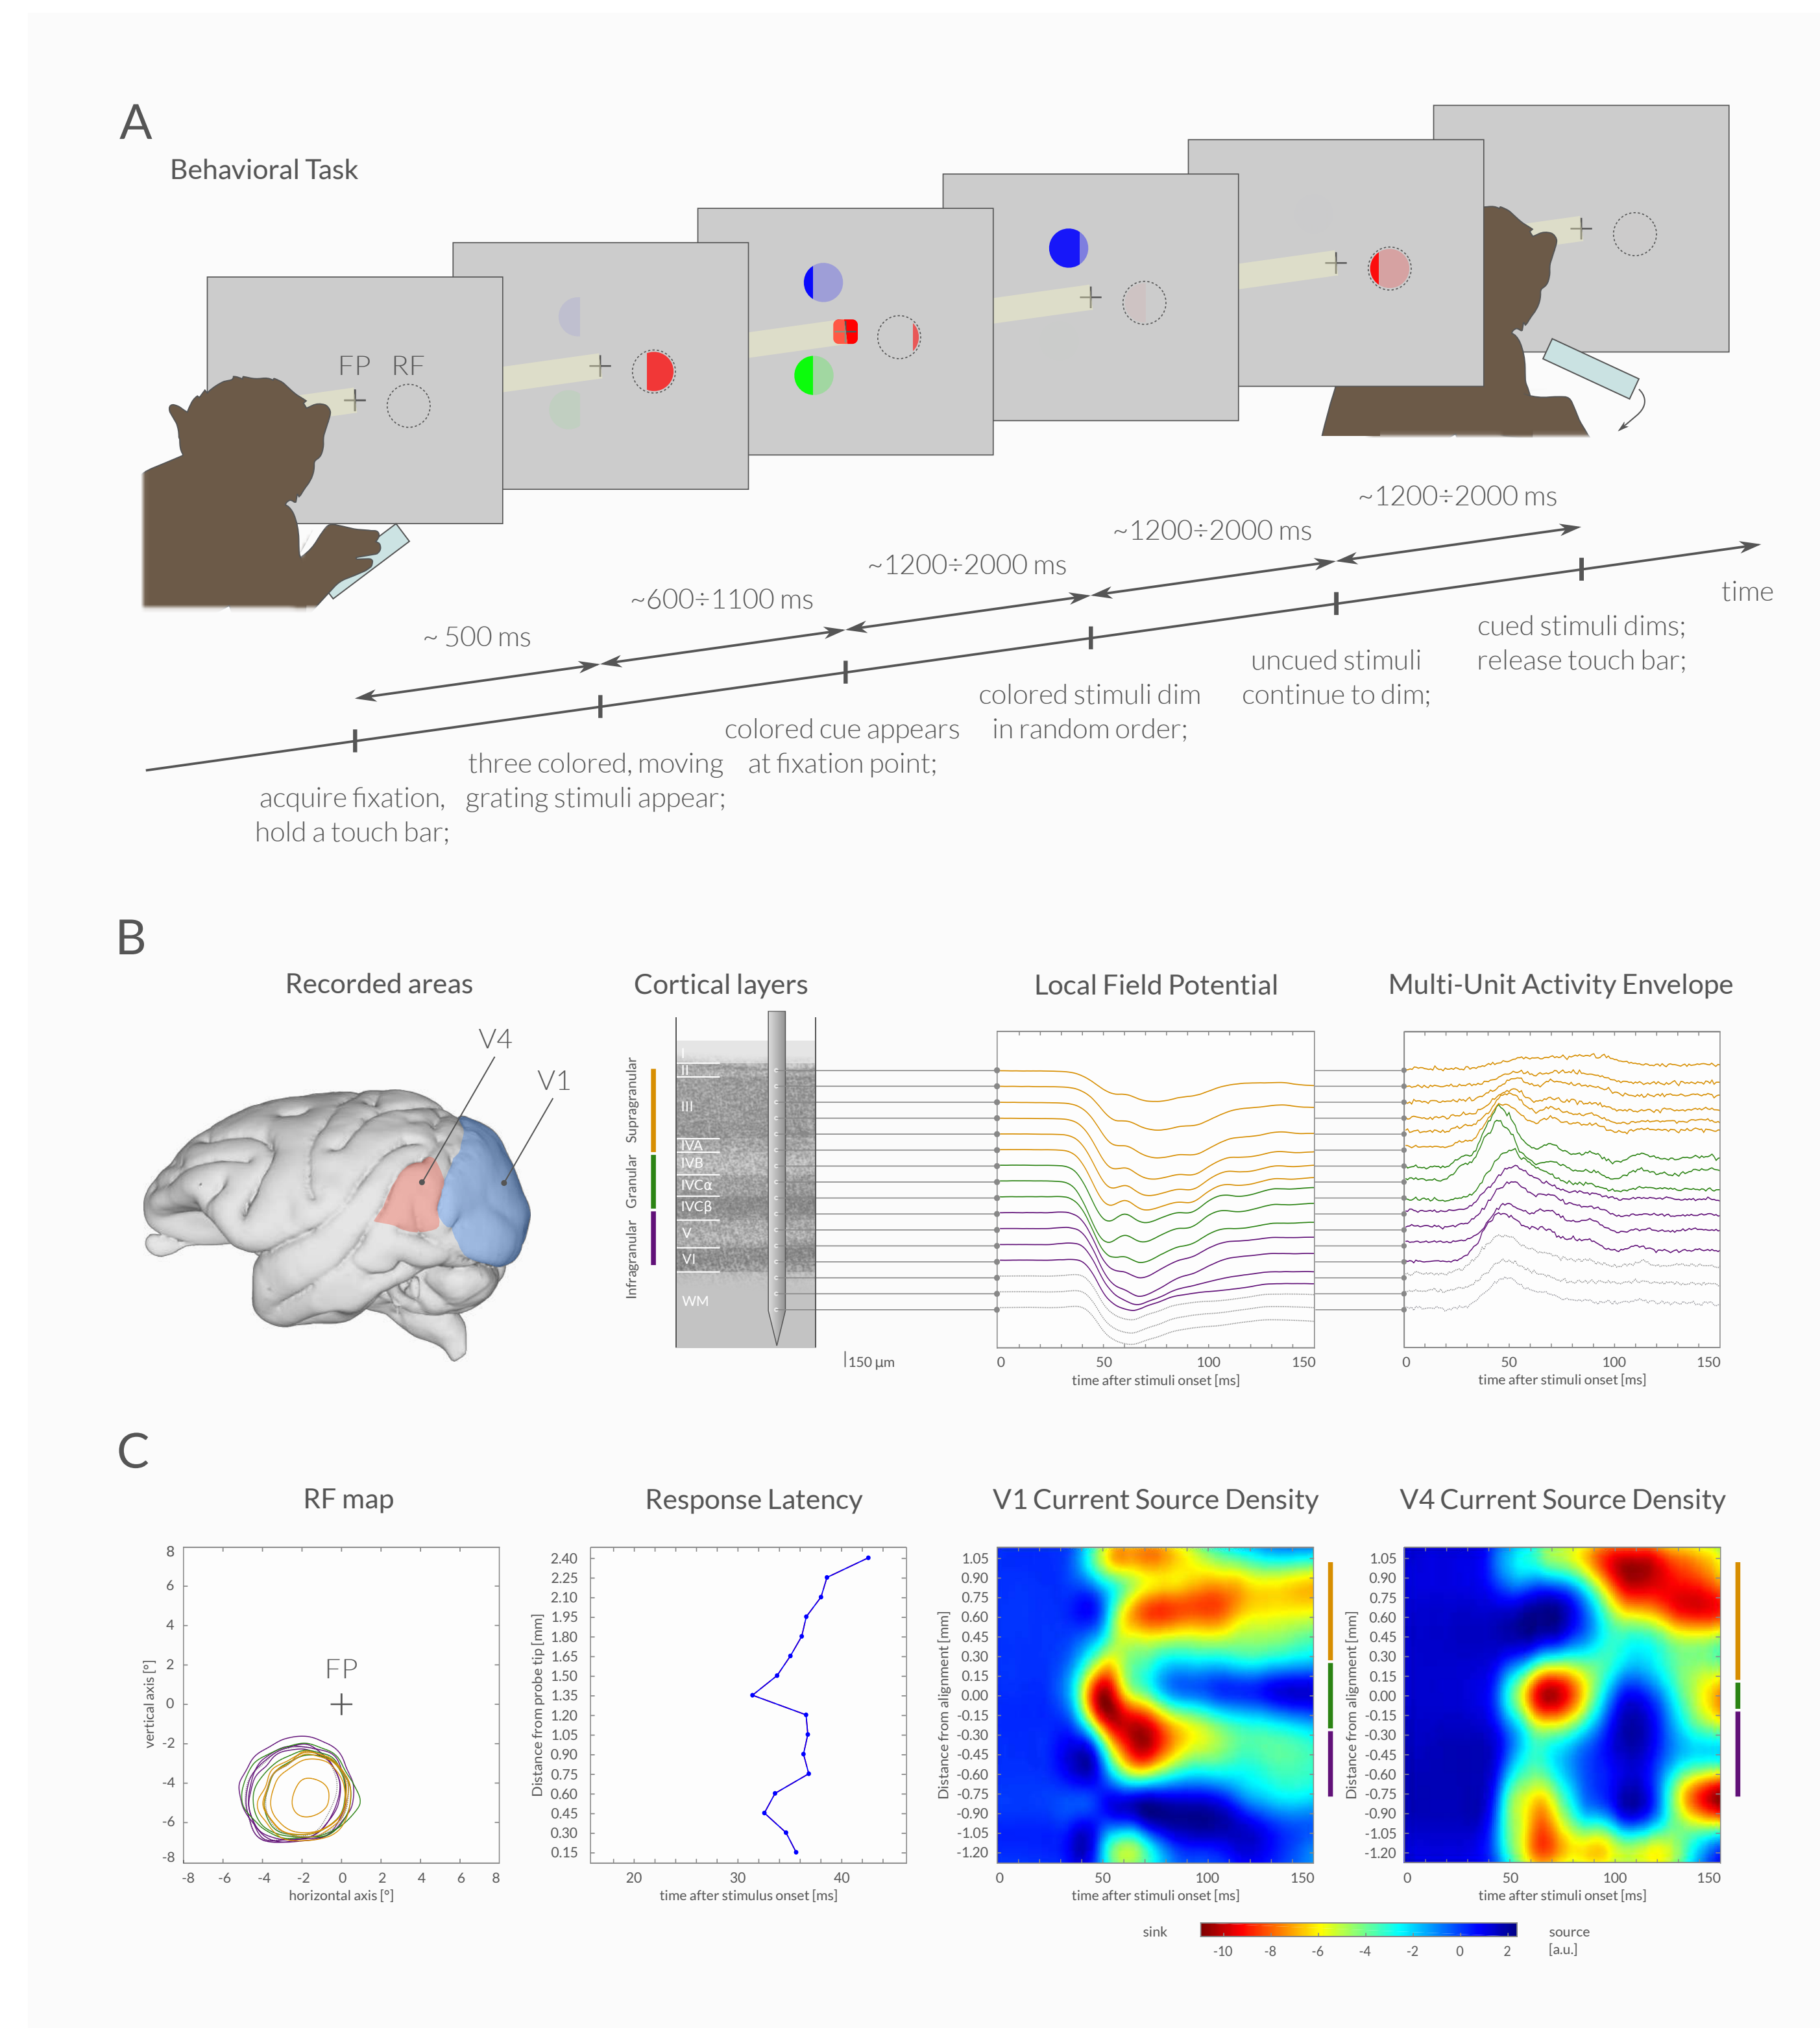 A
Behavioral Task
FP RF
~ 500 ms
~600÷1100 ms
~1200÷2000 ms
~1200÷2000 ms
~1200÷2000 ms
time
acquire fixation,
hold a touch bar;
three colored, moving
grating stimuli appear;
colored cue appears
at fixation point;
colored stimuli dim
in random order;
uncued stimuli
continue to dim;
cued stimuli dims;
release touch bar;
B
Recorded areas
V4
V1
Cortical layers
Supragranular
Granular
Infragranular
I
II
III
IVA
IVB
IVCα
IVCβ
V
VI
WM
150 µm
Local Field Potential
0 50 100 150
time after stimuli onset [ms]
Multi-Unit Activity Envelope
0 50 100 150
time after stimuli onset [ms]
C
RF map
vertical axis [°]
8
6
4
2
0
-2
-4
-6
-8
FP
-8 -6 -4 -2 0 2 4 6 8
horizontal axis [°]
Response Latency
Distance from probe tip [mm]
2.40
2.25
2.10
1.95
1.80
1.65
1.50
1.35
1.20
1.05
0.90
0.75
0.60
0.45
0.30
0.15
20 30 40
time after stimulus onset [ms]
V1 Current Source Density
Distance from alignment [mm]
1.05
0.90
0.75
0.60
0.45
0.30
0.15
0.00
-0.15
-0.30
-0.45
-0.60
-0.75
-0.90
-1.05
-1.20
0 50 100 150
time after stimuli onset [ms]
V4 Current Source Density
Distance from alignment [mm]
1.05
0.90
0.75
0.60
0.45
0.30
0.15
0.00
-0.15
-0.30
-0.45
-0.60
-0.75
-0.90
-1.05
-1.20
0 50 100 150
time after stimuli onset [ms]
sink
-10 -8 -6 -4 -2 0 2
source
[a.u.]